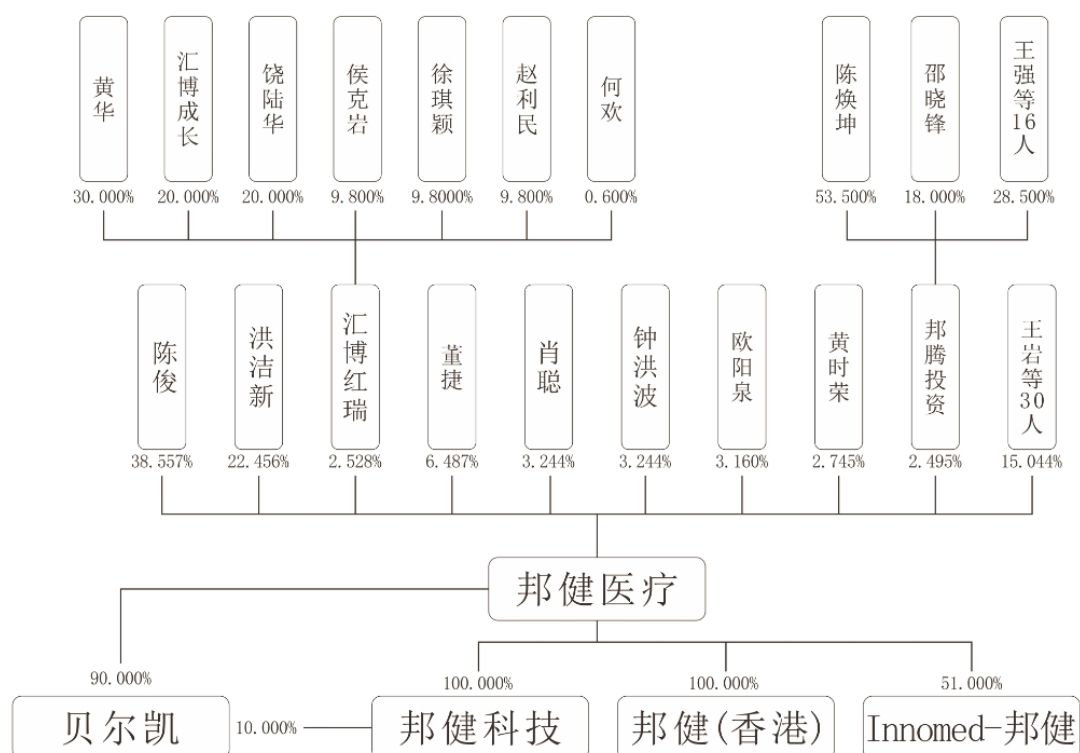 黄华
汇博成长
饶陆华
侯克岩
徐琪颖
赵利民
何欢
陈焕坤
邵晓锋
王强等16人
30.000%
20.000%
20.000%
9.800%
9.8000%
9.800%
0.600%
53.500%
18.000%
28.500%
陈俊
洪洁新
汇博红瑞
董捷
肖聪
钟洪波
欧阳泉
黄时荣
邦腾投资
王岩等30人
38.557%
22.456%
2.528%
6.487%
3.244%
3.244%
3.160%
2.745%
2.495%
15.044%
邦健医疗
90.000%
100.000%
100.000%
51.000%
贝尔凯
10.000%
邦健科技
邦健(香港)
Innomed-邦健